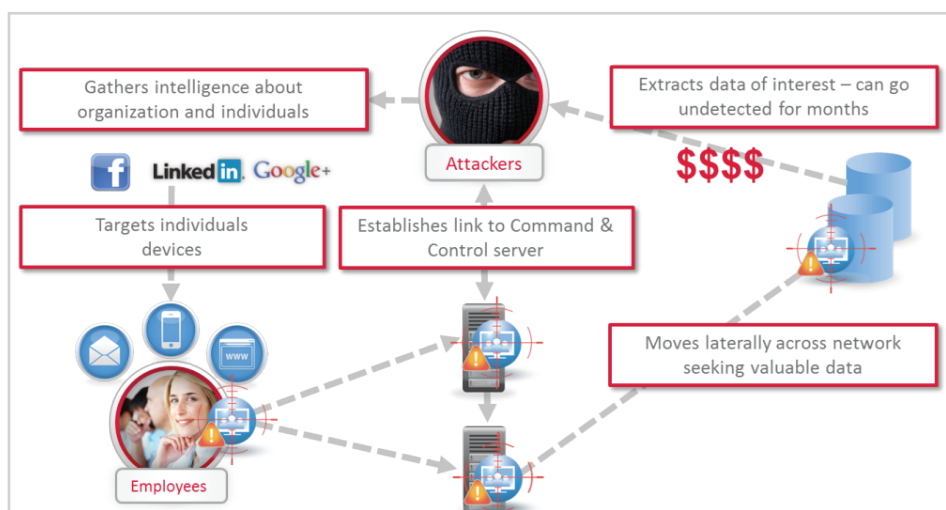 Gathers intelligence about
organization and individuals
Extracts data of interest – can go
undetected for months
Attackers
$$$$
f
Linked in.
Google+
Targets individuals
devices
Establishes link to Command &
Control server
WWW
Moves laterally across network
seeking valuable data
Employees